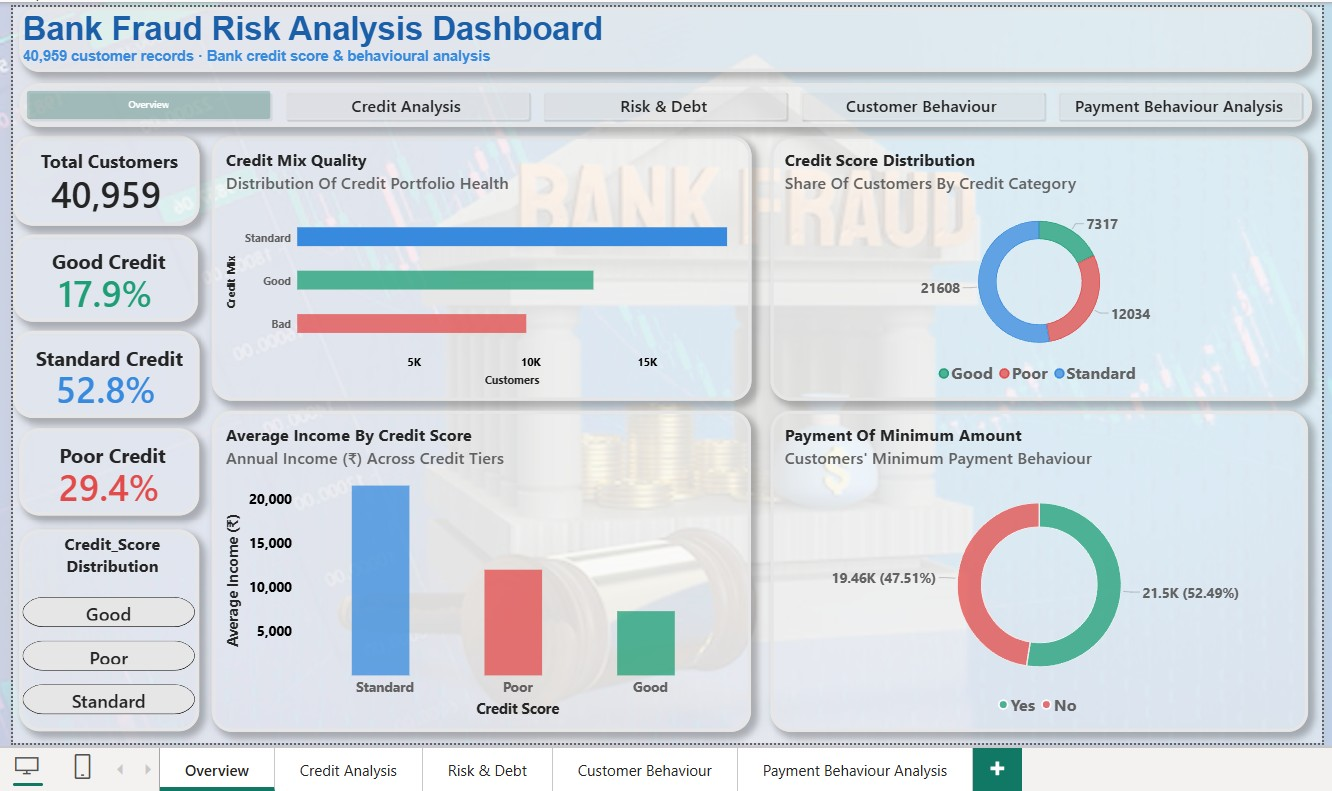 Bank Fraud Risk Analysis Dashboard
40,959 customer records · Bank credit score & behavioural analysis
Overview
Credit Analysis
Risk & Debt
Customer Behaviour
Payment Behaviour Analysis
Total Customers
40,959
Good Credit
17.9%
Standard Credit
52.8%
Poor Credit
29.4%
Credit_Score
Distribution
Good
Poor
Standard
Credit Mix Quality
Distribution Of Credit Portfolio Health
Credit Mix
Standard
Good
Bad
5K
10K
15K
Customers
Credit Score Distribution
Share Of Customers By Credit Category
7317
21608
12034
Good
Poor
Standard
BANK FRAUD
Average Income By Credit Score
Annual Income (₹) Across Credit Tiers
Average Income (₹)
20,000
15,000
10,000
5,000
Standard
Poor
Good
Credit Score
Payment Of Minimum Amount
Customers' Minimum Payment Behaviour
19.46K (47.51%)
21.5K (52.49%)
Yes
No
Overview
Credit Analysis
Risk & Debt
Customer Behaviour
Payment Behaviour Analysis